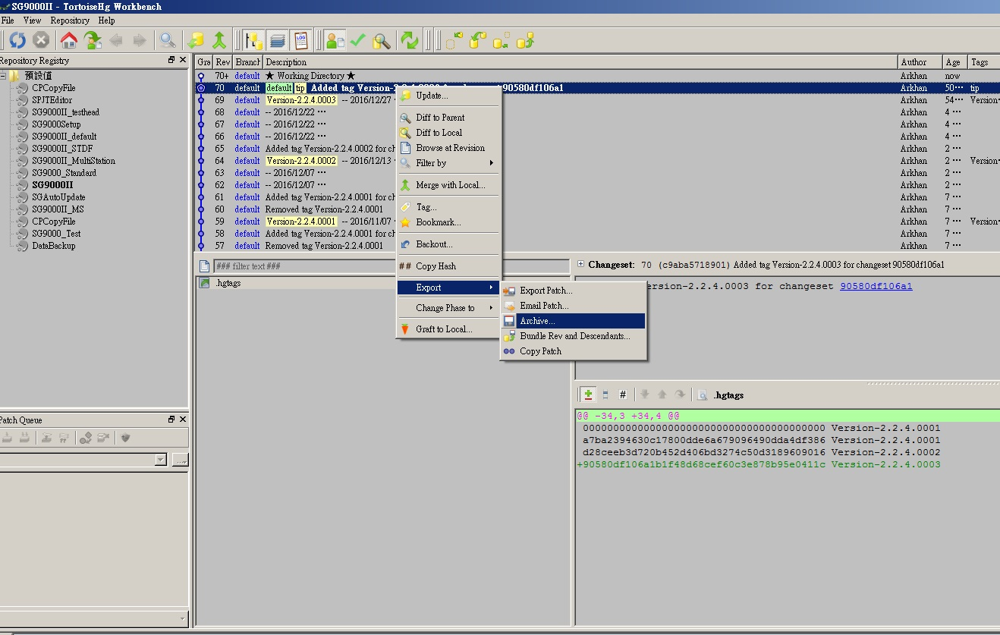 SG9000II - TortoiseHg Workbench
File View Repository Help
Repository Registry
預設值
CPCopyFile
SPJTEditor
SG9000II_testhead
SG9000Setup
SG9000II_default
SG9000II_STDF
SG9000II_MultiStation
SG9000_Standard
SG9000II
SGAutoUpdate
SG9000II_MS
CPCopyFile
SG9000_Test
DataBackup
Patch Queue
Gra Rev Branch Description Author Age Tags
70+ default ★ Working Directory ★ Arkhan now
70 default default tip Added tag Version-2 90580df106a1 Arkhan 50··· tip
69 default Version-2.2.4.0003 -- 2016/12/27 Arkhan 54··· Version-
68 default -- 2016/12/22 ··· Arkhan 4 ···
67 default -- 2016/12/22 ··· Arkhan 4 ···
66 default -- 2016/12/22 ··· Arkhan 4 ···
65 default Added tag Version-2.2.4.0002 for ch Arkhan 2 ···
64 default Version-2.2.4.0002 -- 2016/12/13 Arkhan 2 ··· Version-
63 default -- 2016/12/07 ··· Arkhan 2 ···
62 default -- 2016/12/07 ··· Arkhan 2 ···
61 default Added tag Version-2.2.4.0001 for ch Arkhan 7 ···
60 default Removed tag Version-2.2.4.0001 Arkhan 7 ···
59 default Version-2.2.4.0001 -- 2016/11/07 Arkhan 7 ··· Version-
58 default Added tag Version-2.2.4.0001 for ch Arkhan 7 ···
57 default Removed tag Version-2.2.4.0001 Arkhan 7 ···
Update...
Diff to Parent
Diff to Local
Browse at Revision
Filter by
Merge with Local...
Tag...
Bookmark...
Backout...
## Copy Hash
Export
Change Phase to
Graft to Local...
Export Patch...
Email Patch...
Archive...
Bundle Rev and Descendants...
Copy Patch
### filter text ###
.hgtags
Changeset: 70 (c9aba5718901) Added tag Version-2.2.4.0003 for changeset 90580df106a1
ersion-2.2.4.0003 for changeset 90580df106a1
# .hgtags
@@ -34,3 +34,4 @@
0000000000000000000000000000000000000000 Version-2.2.4.0001
a7ba2394630c17800dde6a679096490dda4df386 Version-2.2.4.0001
d28ceeb3d720b452d406bd3274c50d3189609016 Version-2.2.4.0002
+90580df106a1b1f48d68cef60c3e878b95e0411c Version-2.2.4.0003